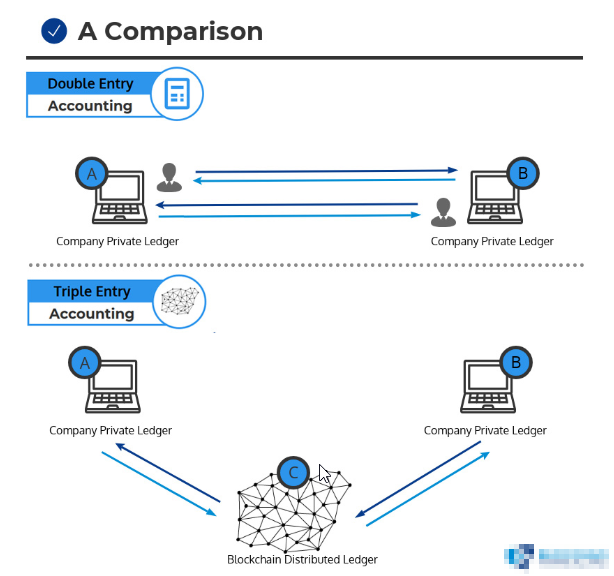 A Comparison
Double Entry
Accounting
A
B
Company Private Ledger
Company Private Ledger
Triple Entry
Accounting
A
B
Company Private Ledger
Company Private Ledger
C
Blockchain Distributed Ledger